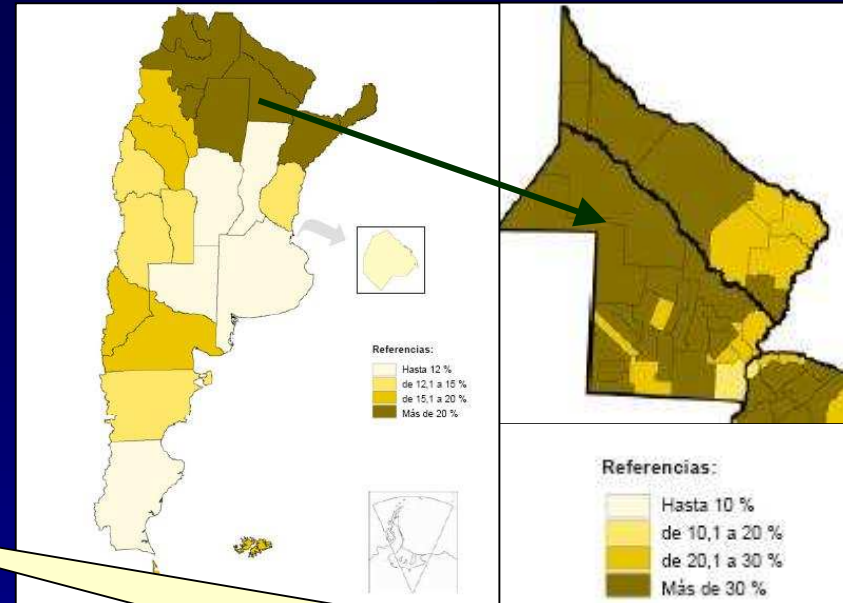 Referencias:
Hasta 12 %
de 12,1 a 15 %
de 15,1 a 20 %
Más de 20 %
Referencias:
Hasta 10 %
de 10,1 a 20 %
de 20,1 a 30 %
Más de 30 %